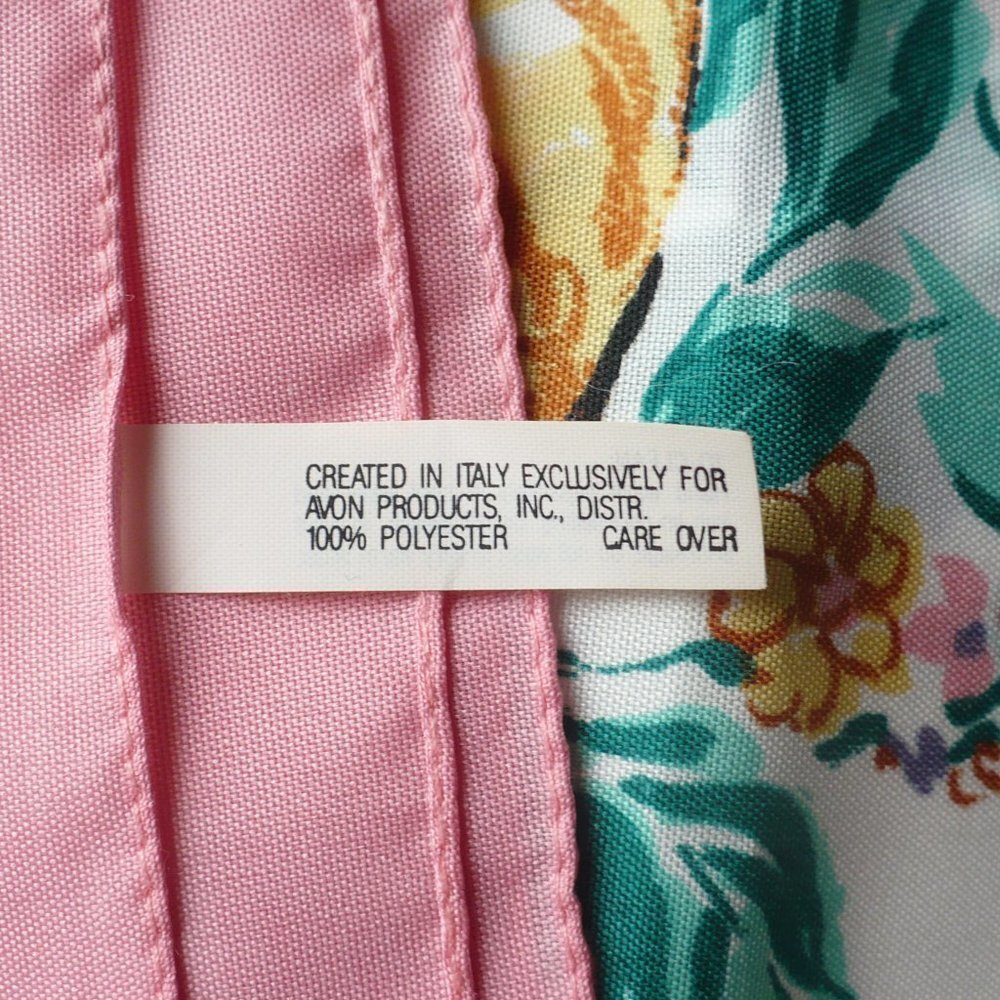 CREATED IN ITALY EXCLUSIVELY FOR
AVON PRODUCTS, INC., DISTR.
100% POLYESTER CARE OVER